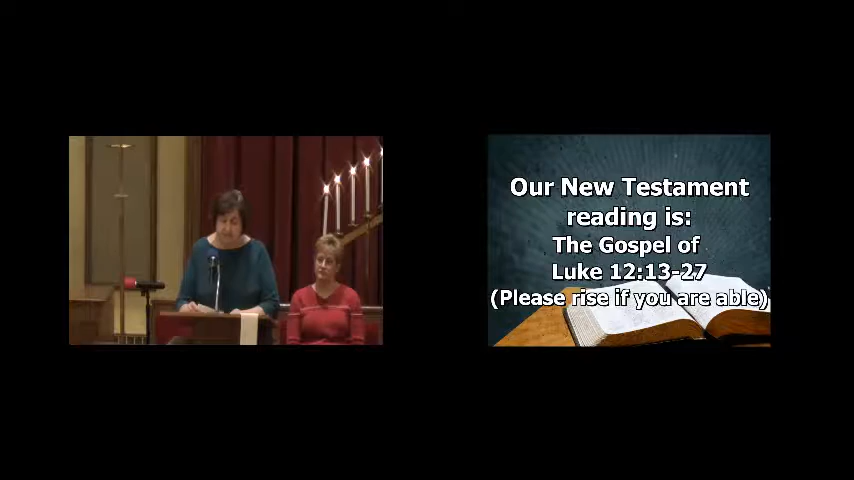 Our New Testament
reading is:
The Gospel of
Luke 12:13-27
(Please rise if you are able)